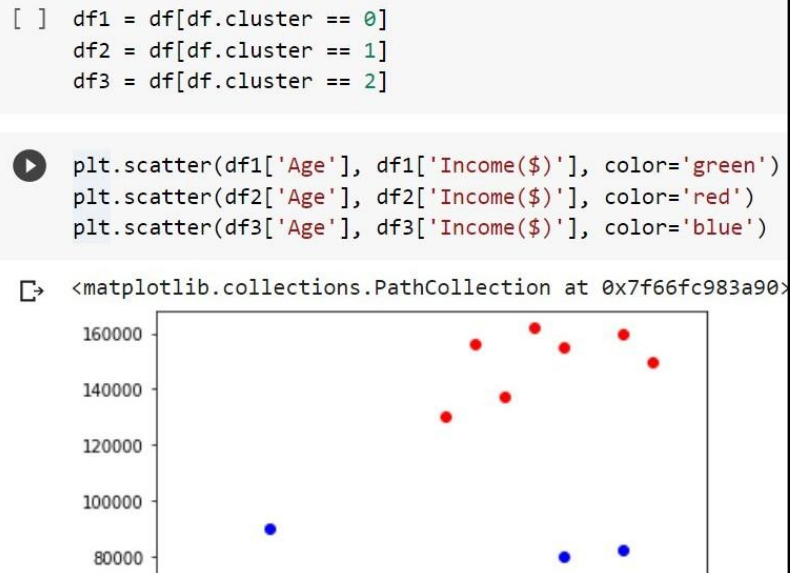 [ ] df1 = df[df.cluster == 0]
df2 = df[df.cluster == 1]
df3 = df[df.cluster == 2]
plt.scatter(df1['Age'], df1['Income($)'], color='green')
plt.scatter(df2['Age'], df2['Income($)'], color='red')
plt.scatter(df3['Age'], df3['Income($)'], color='blue')
<matplotlib.collections.PathCollection at 0x7f66fc983a90>
160000
140000
120000
100000
80000